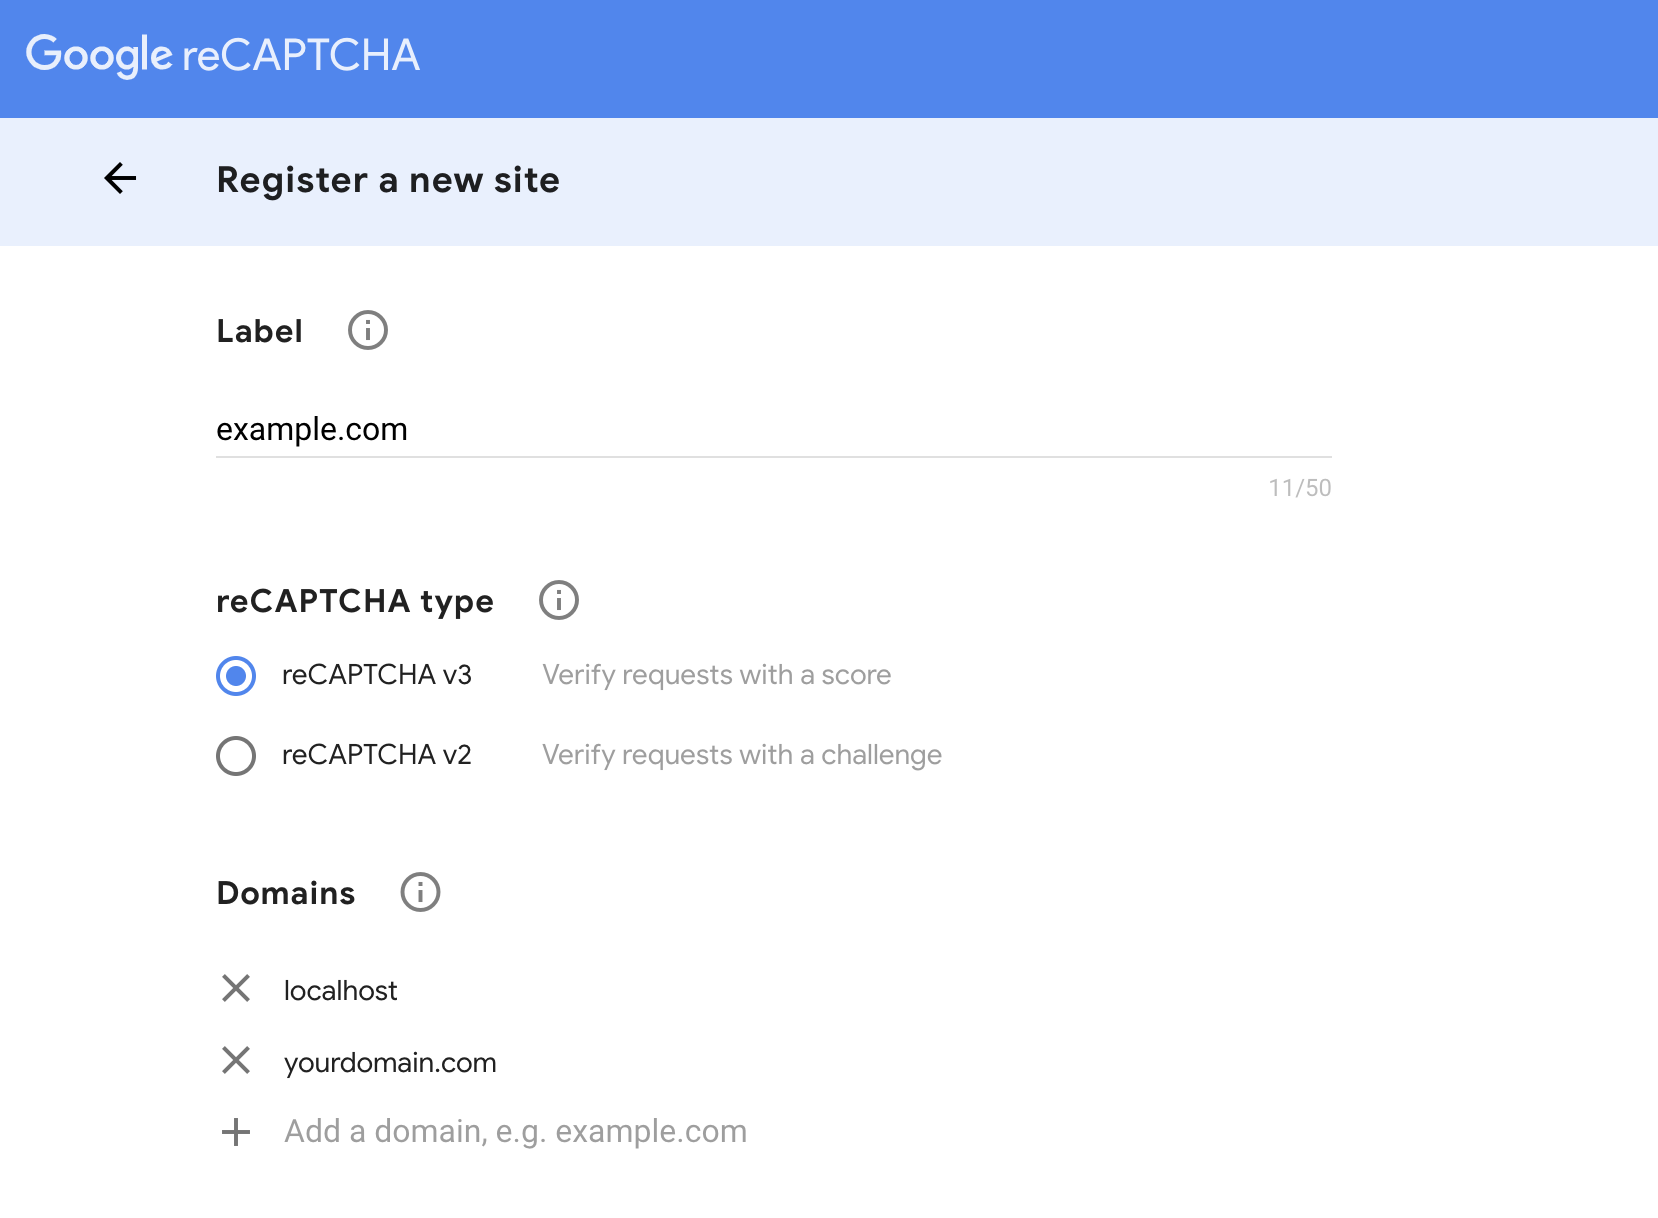 Google reCAPTCHA
Register a new site
Label
example.com
11/50
reCAPTCHA type
reCAPTCHA v3 Verify requests with a score
reCAPTCHA v2 Verify requests with a challenge
Domains
localhost
yourdomain.com
Add a domain, e.g. example.com